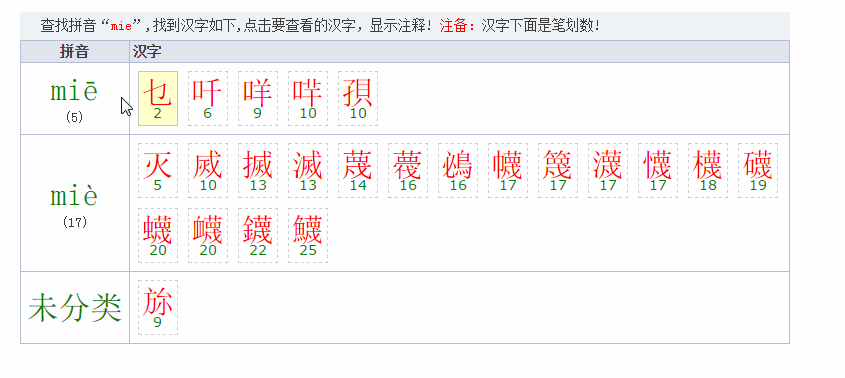 查找拼音“mie”,找到汉字如下,点击要查看的汉字，显示注释! 注备: 汉字下面是笔划数!
拼音 汉字
miē (5)
乜 吀 咩 哶 孭
2 6 9 10 10
miè (17)
灭 烕 搣 滅 蔑 薎 鴓 幭 篾 瀎 懱 櫗 礣
5 10 13 13 14 16 16 17 17 17 17 18 19
蠛 衊 鑖 鱴
20 20 22 25
未分类 旀
9